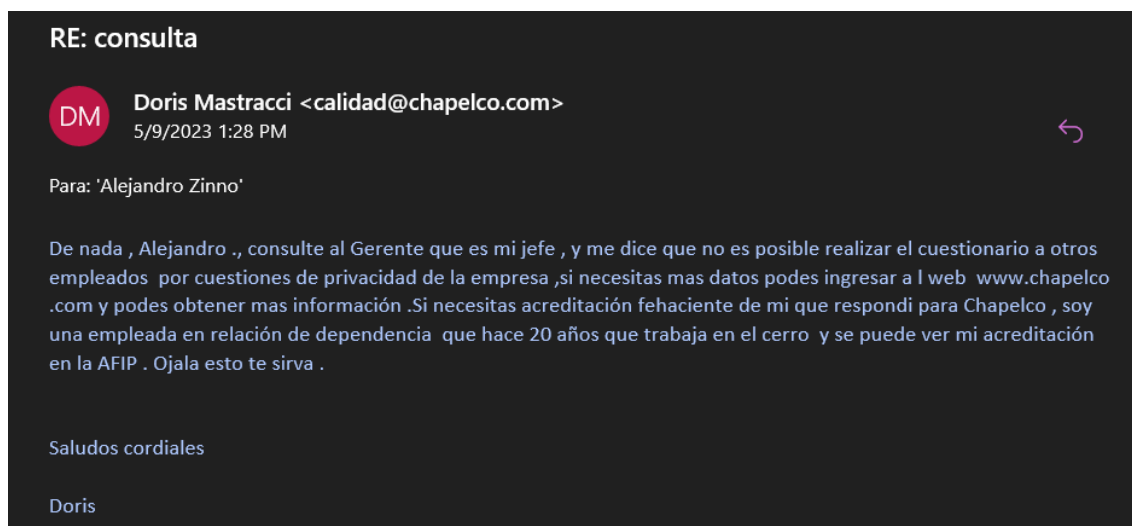 RE: consulta
DM
Doris Mastracci <calidad@chapelco.com>
5/9/2023 1:28 PM
Para: 'Alejandro Zinno'
De nada , Alejandro ., consulte al Gerente que es mi jefe , y me dice que no es posible realizar el cuestionario a otros
empleados  por cuestiones de privacidad de la empresa ,si necesitas mas datos podes ingresar a l web  www.chapelco
.com y podes obtener mas información .Si necesitas acreditación fehaciente de mi que respondi para Chapelco , soy
una empleada en relación de dependencia  que hace 20 años que trabaja en el cerro  y se puede ver mi acreditación
en la AFIP . Ojala esto te sirva .
Saludos cordiales
Doris